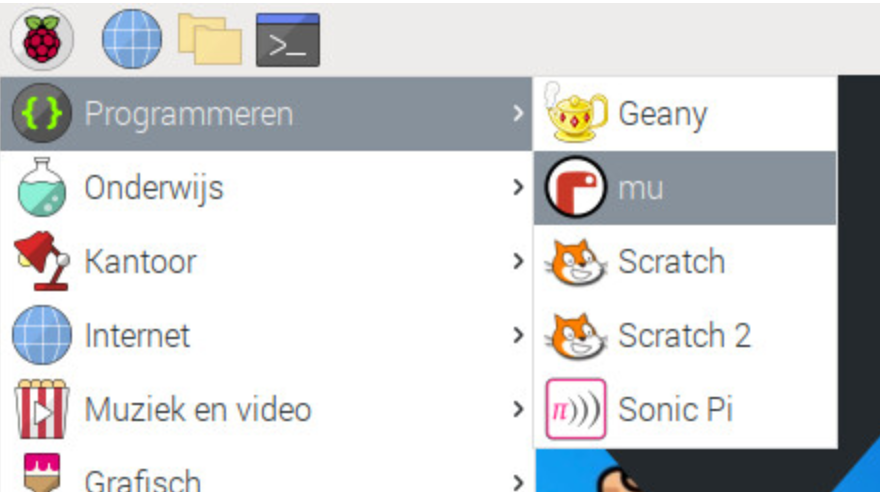 Programmeren
Onderwijs
Kantoor
Internet
Muziek en video
Grafisch
Geany
mu
Scratch
Scratch 2
Sonic Pi